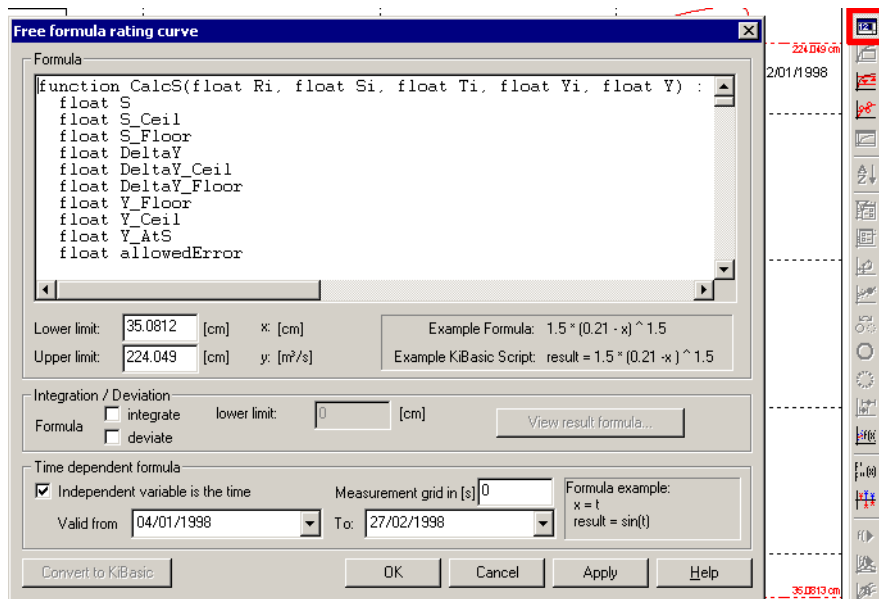 Free formula rating curve
Formula
function CalcS(float Ri, float Si, float Ti, float Yi, float Y) :
float S
float S_Ceil
float S_Floor
float DeltaY
float DeltaY_Ceil
float DeltaY_Floor
float Y_Floor
float Y_Ceil
float Y_AtS
float allowedError
Lower limit: 35.0812 [cm] x: [cm] Example Formula: 1.5 * (0.21 - x) ^ 1.5
Upper limit: 224.049 [cm] y: [m³/s] Example KiBasic Script: result = 1.5 * (0.21 -x ) ^ 1.5
Integration / Deviation
Formula integrate lower limit: 0 [cm] View result formula...
deviate
Time dependent formula
Independent variable is the time Measurement grid in [s] 0 Formula example:
x = t
Valid from 04/01/1998 To: 27/02/1998 result = sin(t)
Convert to KiBasic OK Cancel Apply Help
224.049 cm
2/01/1998
35.0813 cm